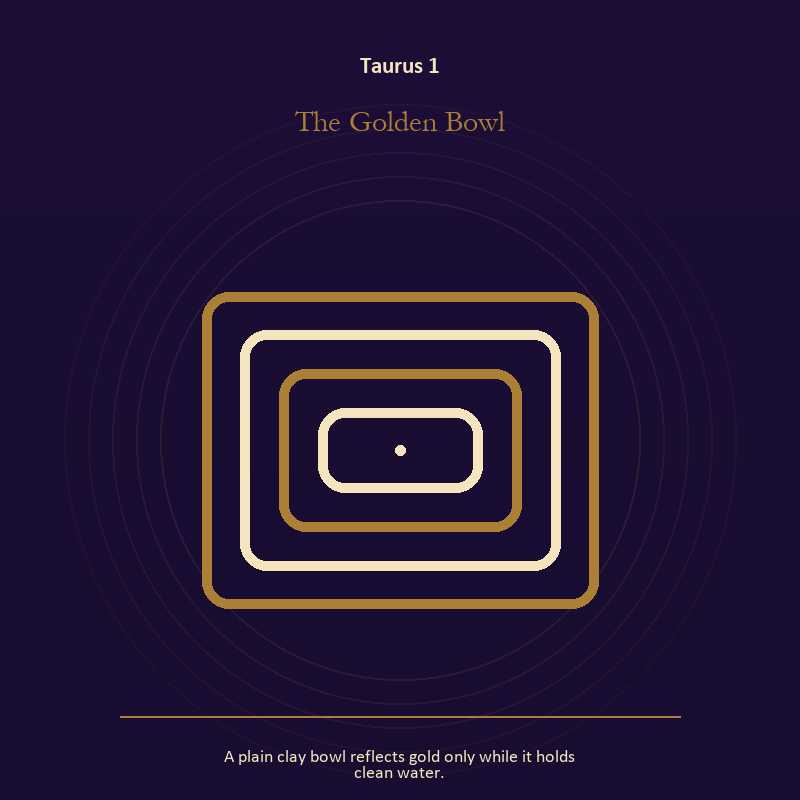 Taurus 1
The Golden Bowl
A plain clay bowl reflects gold only while it holds
clean water.